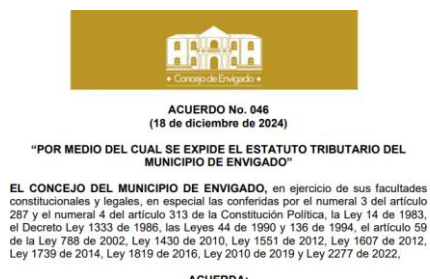 • Concejo de Envigado •
ACUERDO No. 046
(18 de diciembre de 2024)
“POR MEDIO DEL CUAL SE EXPIDE EL ESTATUTO TRIBUTARIO DEL
MUNICIPIO DE ENVIGADO”
EL CONCEJO DEL MUNICIPIO DE ENVIGADO, en ejercicio de sus facultades
constitucionales y legales, en especial las conferidas por el numeral 3 del artículo
287 y el numeral 4 del artículo 313 de la Constitución Política, la Ley 14 de 1983,
el Decreto Ley 1333 de 1986, las Leyes 44 de 1990 y 136 de 1994, el artículo 59
de la Ley 788 de 2002, Ley 1430 de 2010, Ley 1551 de 2012, Ley 1607 de 2012,
Ley 1739 de 2014, Ley 1819 de 2016, Ley 2010 de 2019 y Ley 2277 de 2022,
ACUERDA: